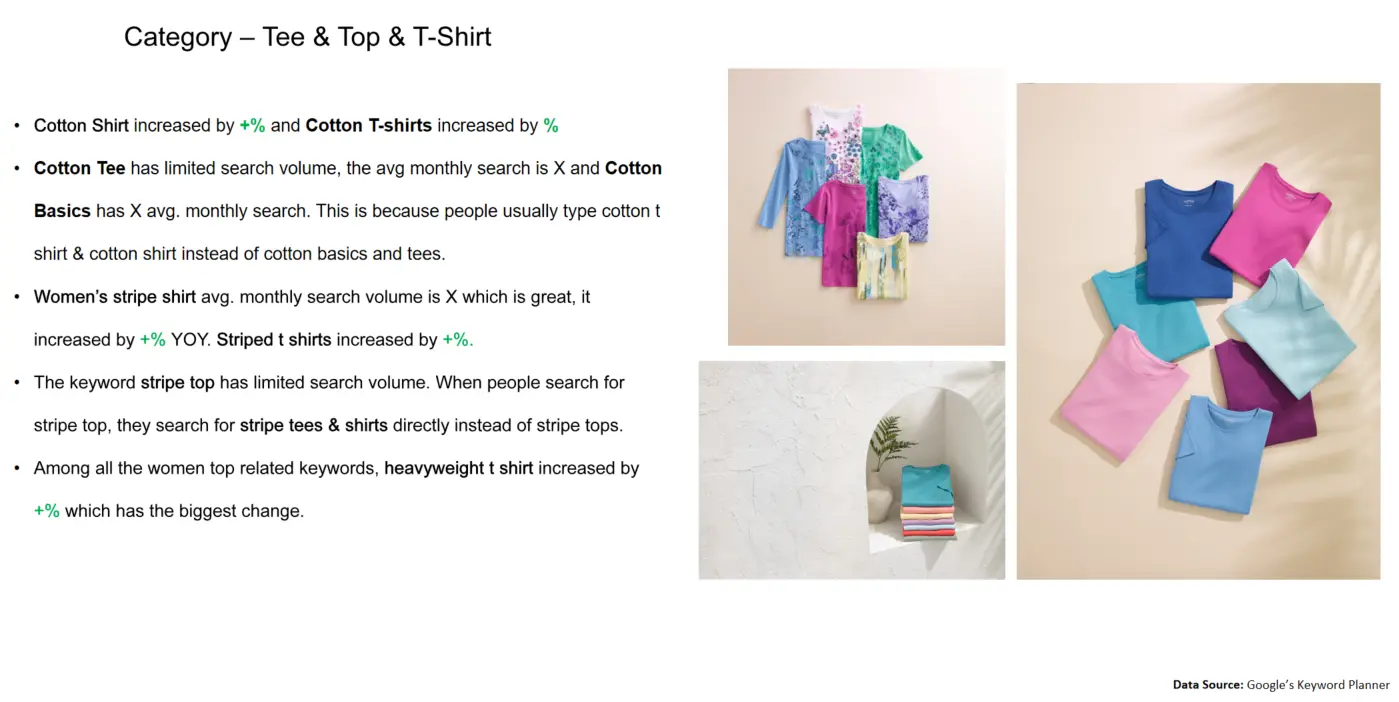 Category – Tee & Top & T-Shirt
• Cotton Shirt increased by +% and Cotton T-shirts increased by %
• Cotton Tee has limited search volume, the avg monthly search is X and Cotton
Basics has X avg. monthly search. This is because people usually type cotton t
shirt & cotton shirt instead of cotton basics and tees.
• Women’s stripe shirt avg. monthly search volume is X which is great, it
increased by +% YOY. Striped t shirts increased by +%.
• The keyword stripe top has limited search volume. When people search for
stripe top, they search for stripe tees & shirts directly instead of stripe tops.
• Among all the women top related keywords, heavyweight t shirt increased by
+% which has the biggest change.
Data Source: Google’s Keyword Planner